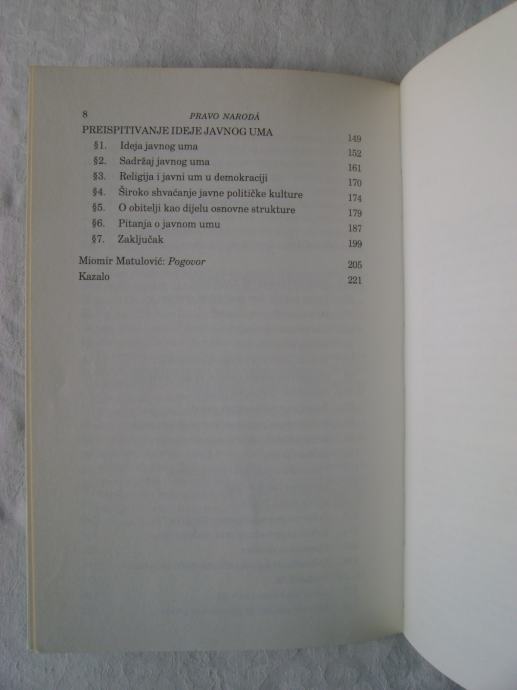 8 PRAVO NARODÂ
PREISPITIVANJE IDEJE JAVNOG UMA 149
§1. Ideja javnog uma 152
§2. Sadržaj javnog uma 161
§3. Religija i javni um u demokraciji 170
§4. Široko shvaćanje javne političke kulture 174
§5. O obitelji kao dijelu osnovne strukture 179
§6. Pitanja o javnom umu 187
§7. Zaključak 199
Miomir Matulović: Pogovor 205
Kazalo 221